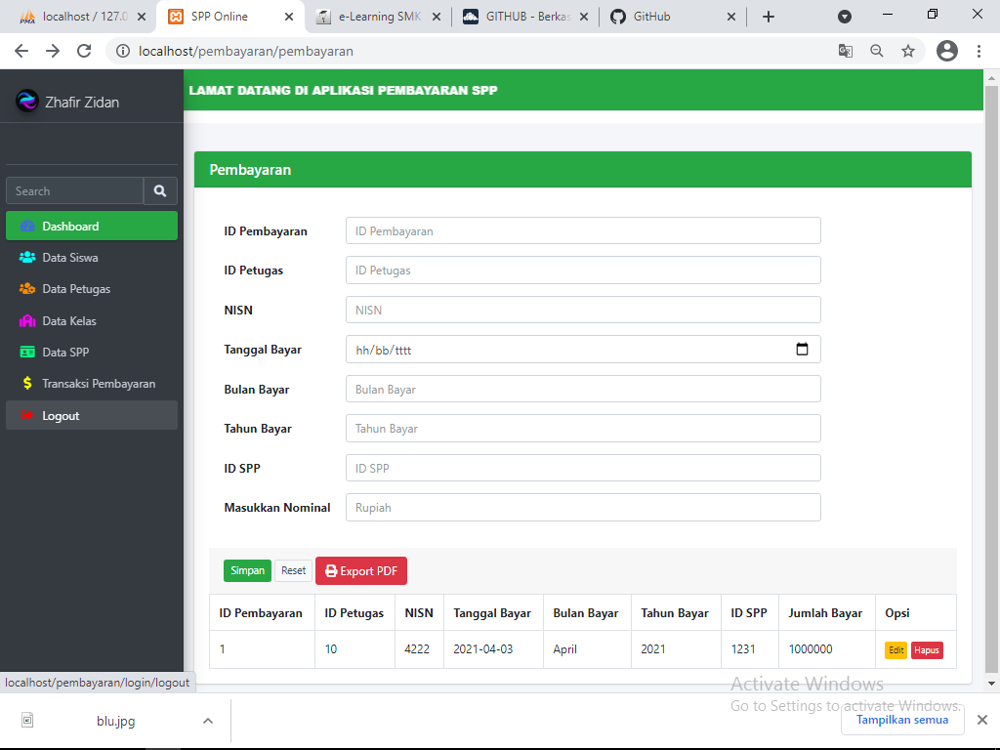 localhost / 127.0
SPP Online
e-Learning SMK
GITHUB - Berkas
GitHub
localhost/pembayaran/pembayaran
Zhafir Zidan
LAMAT DATANG DI APLIKASI PEMBAYARAN SPP
Search
Dashboard
Data Siswa
Data Petugas
Data Kelas
Data SPP
Transaksi Pembayaran
Logout
Pembayaran
ID Pembayaran ID Pembayaran
ID Petugas ID Petugas
NISN NISN
Tanggal Bayar hh/bb/tttt
Bulan Bayar Bulan Bayar
Tahun Bayar Tahun Bayar
ID SPP ID SPP
Masukkan Nominal Rupiah
Simpan Reset Export PDF
ID Pembayaran ID Petugas NISN Tanggal Bayar Bulan Bayar Tahun Bayar ID SPP Jumlah Bayar Opsi
1 10 4222 2021-04-03 April 2021 1231 1000000 Edit Hapus
localhost/pembayaran/login/logout
Activate Windows
Go to Settings to activate Windows.
blu.jpg
Tampilkan semua